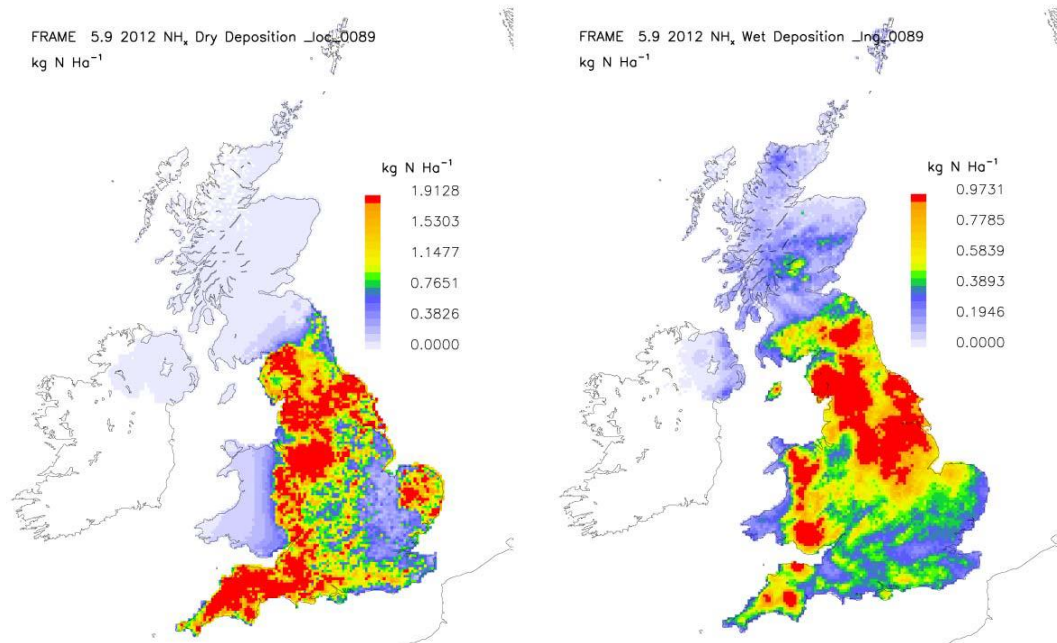 FRAME 5.9 2012 NHₓ Dry Deposition _loc_0089
kg N Ha⁻¹
kg N Ha⁻¹
1.9128
1.5303
1.1477
0.7651
0.3826
0.0000
FRAME 5.9 2012 NHₓ Wet Deposition _lng_0089
kg N Ha⁻¹
kg N Ha⁻¹
0.9731
0.7785
0.5839
0.3893
0.1946
0.0000